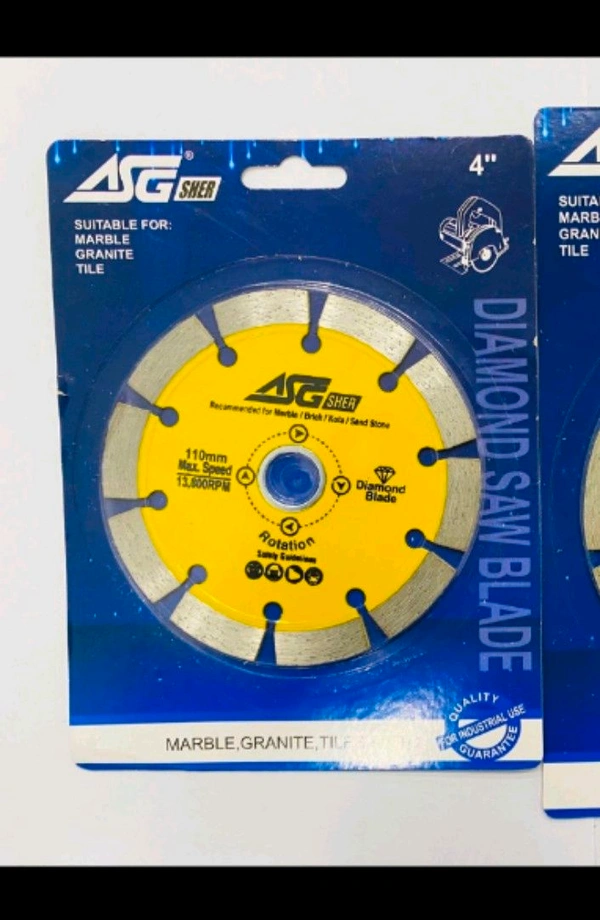 ASG® SHER
4"
SUITABLE FOR:
MARBLE
GRANITE
TILE
DIAMOND SAW BLADE
ASG SHER
Recommended for Marble / Brick / Kota / Sand Stone
110mm
Max. Speed
13,800RPM
Diamond
Blade
Rotation
Safety Guidelines
MARBLE,GRANITE,TILE
QUALITY
FOR INDUSTRIAL USE
GUARANTEE
SUITA
MARB
GRAN
TILE